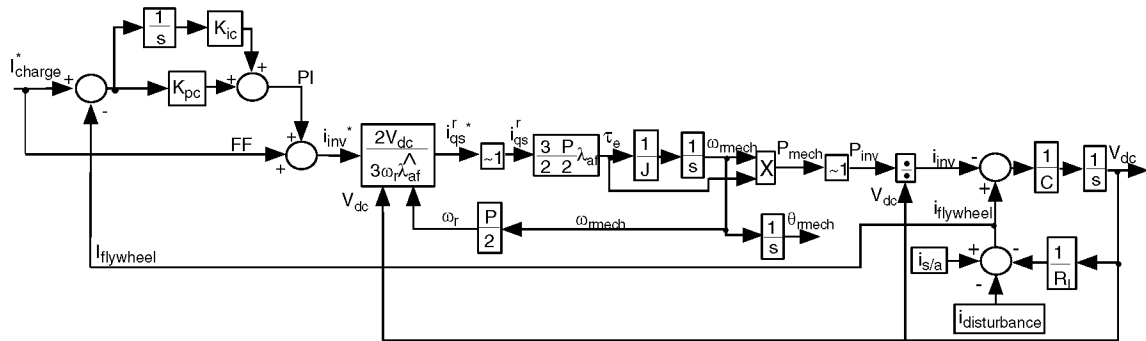 1
s
K_ic
I*_charge
+
-
K_pc
+
+
PI
FF
+
+
i_inv*
2V_dc
3ω_r λ^_af
i^r_qs*
~1
i^r_qs
3 P
2 2 λ_af
τ_e
1
J
1
s
ω_rmech
X
P_mech
~1
P_inv
÷
i_inv
-
+
1
C
1
s
V_dc
V_dc
V_dc
ω_r
P
2
ω_rmech
1
s
θ_rmech
i_flywheel
I_flywheel
i_s/a
+
-
-
1
R_l
i_disturbance